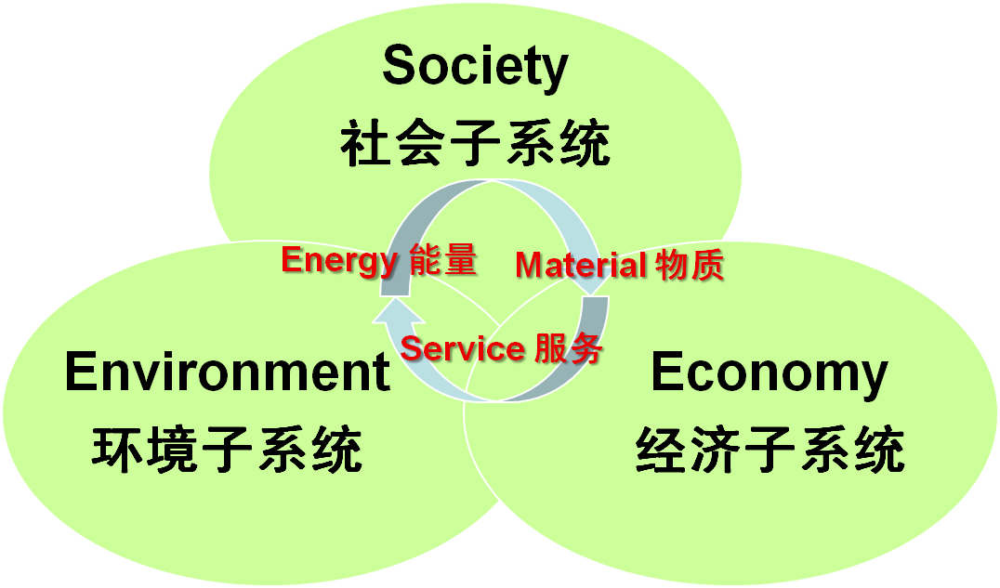 Society
社会子系统
Energy 能量
Material 物质
Service 服务
Environment
环境子系统
Economy
经济子系统